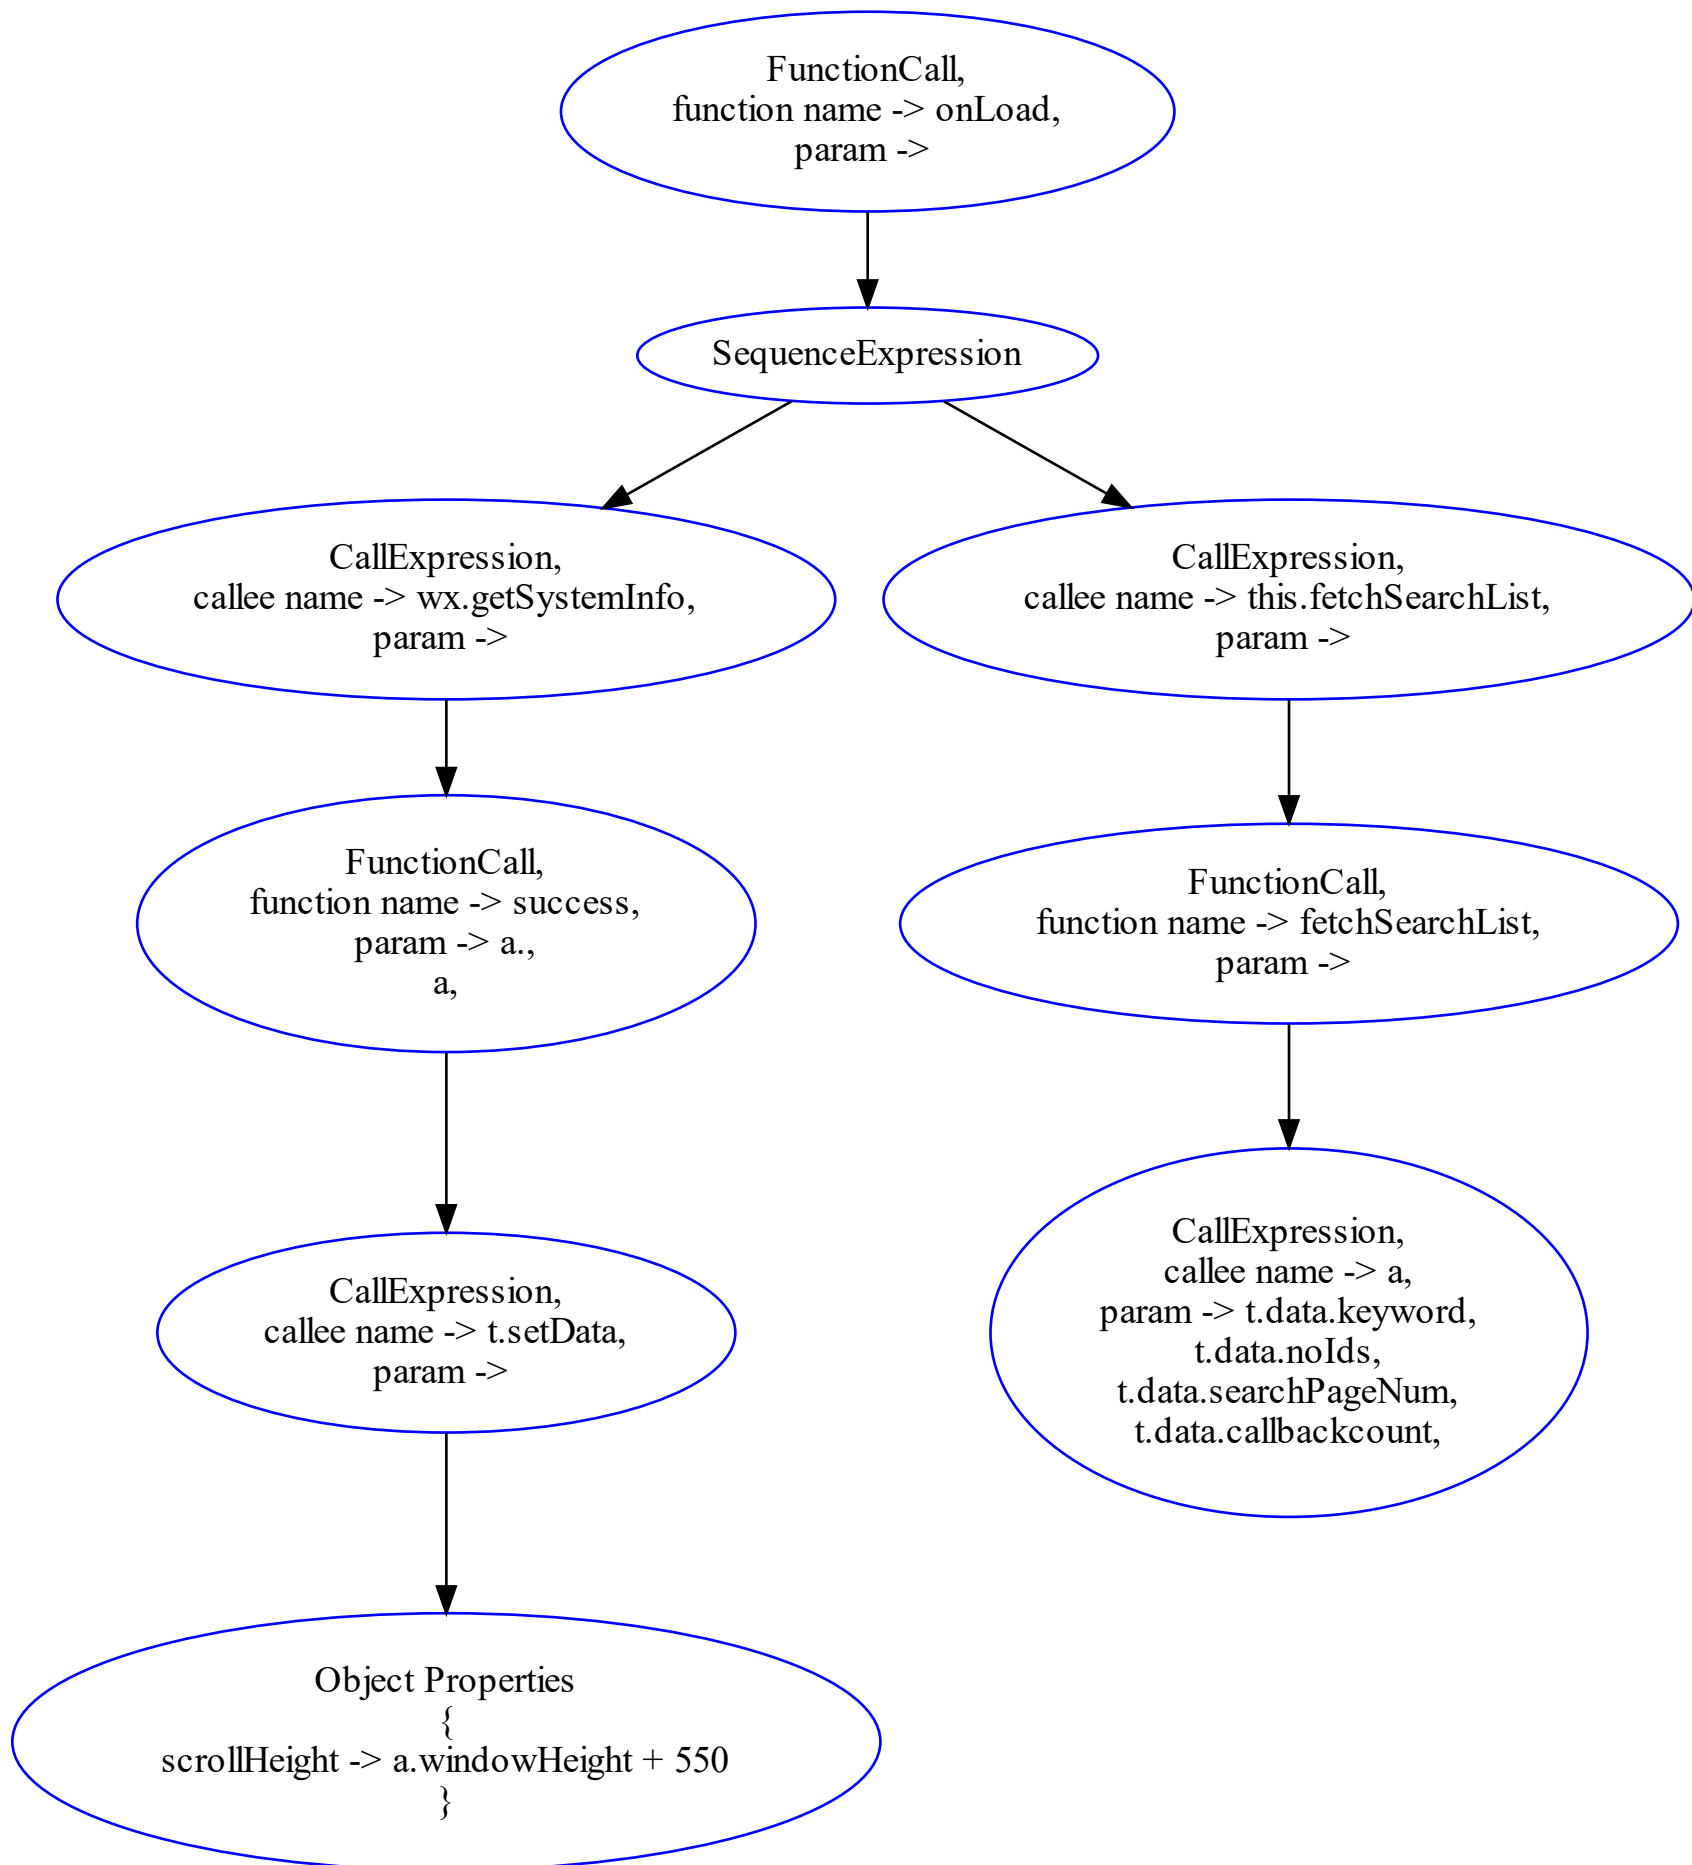 FunctionCall,
function name -> onLoad,
param ->
SequenceExpression
CallExpression,
callee name -> wx.getSystemInfo,
param ->
CallExpression,
callee name -> this.fetchSearchList,
param ->
FunctionCall,
function name -> success,
param -> a.,
a,
FunctionCall,
function name -> fetchSearchList,
param ->
CallExpression,
callee name -> t.setData,
param ->
CallExpression,
callee name -> a,
param -> t.data.keyword,
t.data.noIds,
t.data.searchPageNum,
t.data.callbackcount,
Object Properties
{
scrollHeight -> a.windowHeight + 550
}